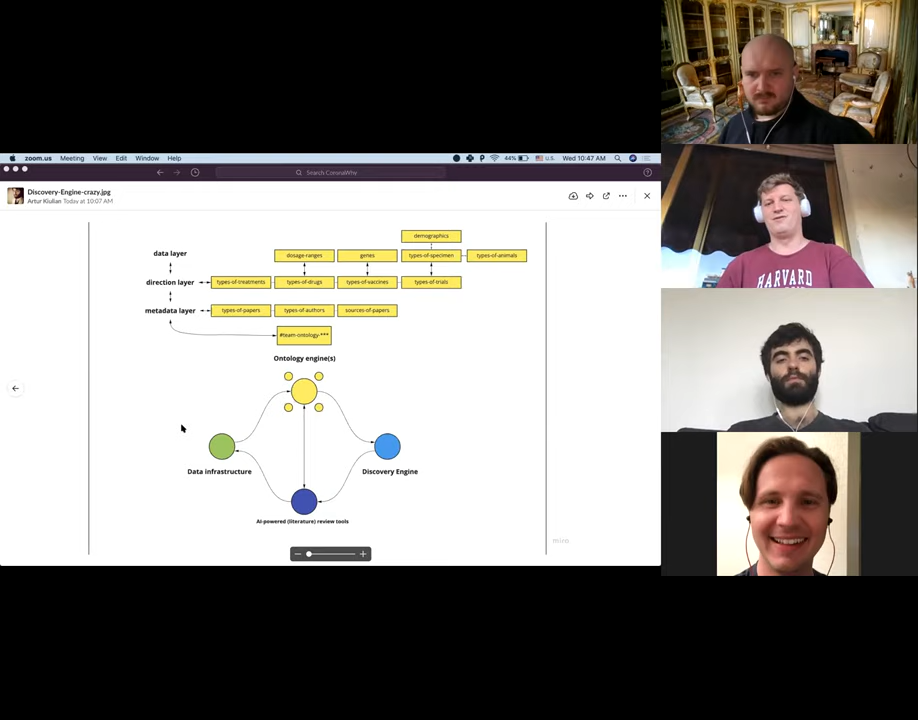 zoom.us Meeting View Edit Window Help
44% U.S. Wed 10:47 AM
Search CoronaWhy
Discovery-Engine-crazy.jpg
Artur Kiulian Today at 10:07 AM
demographics
data layer
dosage-ranges genes types-of-specimen types-of-animals
direction layer types-of-treatments types-of-drugs types-of-vaccines types-of-trials
metadata layer types-of-papers types-of-authors sources-of-papers
#team-ontology-***
Ontology engine(s)
Data infrastructure
Discovery Engine
AI-powered (literature) review tools
miro
HARVARD